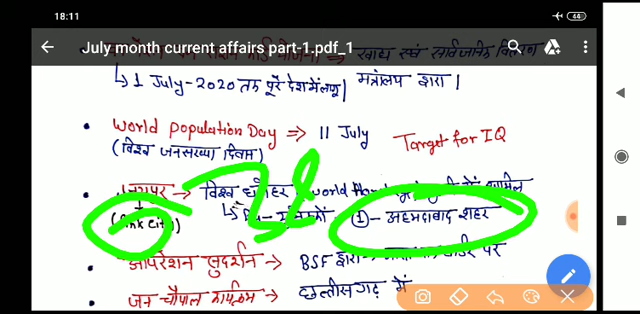 18:11
44
July month current affairs part-1.pdf_1
खाद्य एवं सार्वजनिक वितरण
↳ 1 July-2020 तक पूरे देश में लागू | मंत्रालय द्वारा |
• World Population Day ⇒ 11 July
Target for IQ
(विश्व जनसंख्या दिवस)
• जयपुर → विश्व धरोहर
(Pink City) ① - अहमदाबाद शहर
• ऑपरेशन सुदर्शन → BSF द्वारा पर
• जन चौपाल कार्यक्रम → छत्तीसगढ़ में